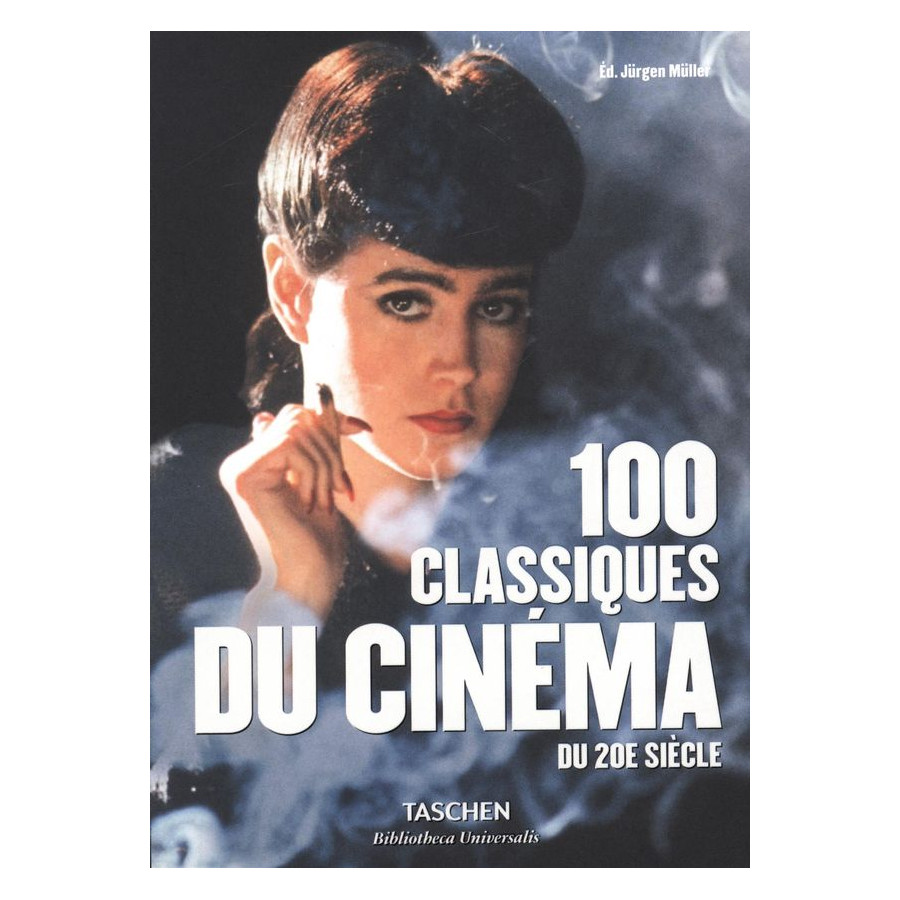 Éd. Jürgen Müller
100
CLASSIQUES
DU CINÉMA
DU 20E SIÈCLE
TASCHEN
Bibliotheca Universalis